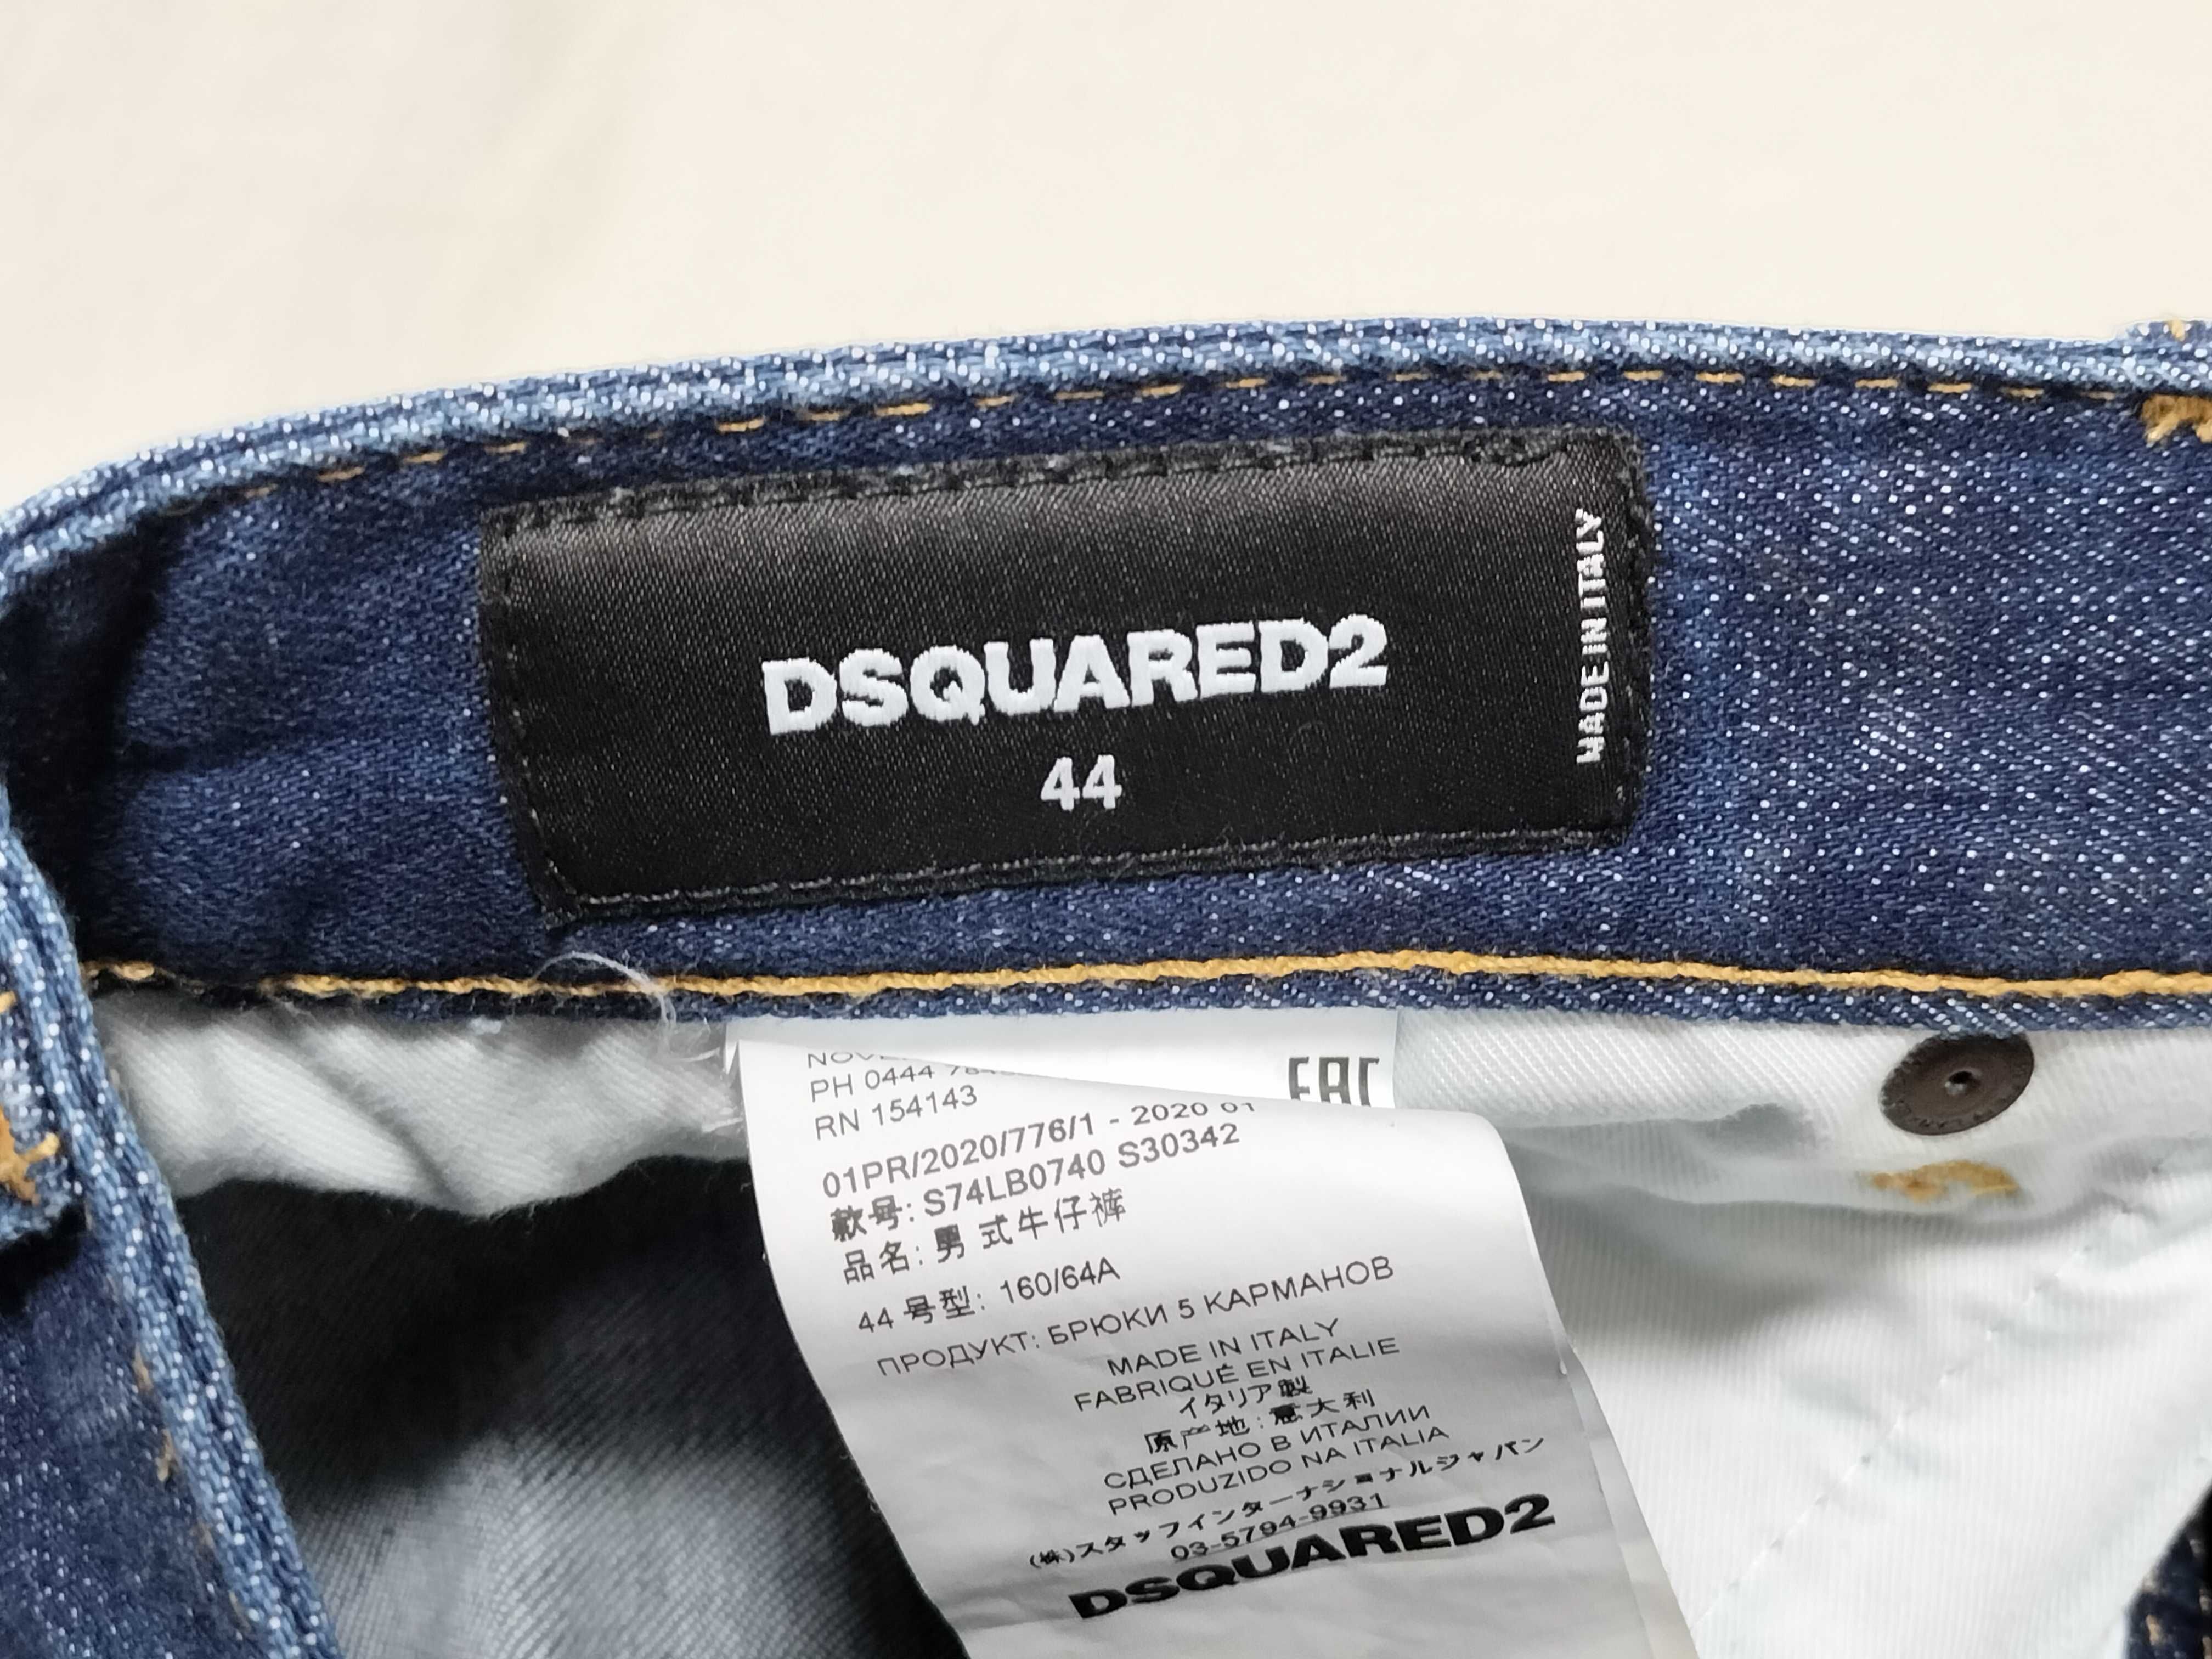 DSQUARED2
44
MADE IN ITALY
EAC
PH 0444
RN 154143
01PR/2020/776/1 - 2020 01
款号: S74LB0740 S30342
品名: 男式牛仔裤
44 号型: 160/64A
ПРОДУКТ: БРЮКИ 5 КАРМАНОВ
MADE IN ITALY
FABRIQUÉ EN ITALIE
イタリア製
原产地: 意大利
СДЕЛАНО В ИТАЛИИ
PRODUZIDO NA ITALIA
(株)スタッフインターナショナルジャパン
03-5794-9931
DSQUARED2